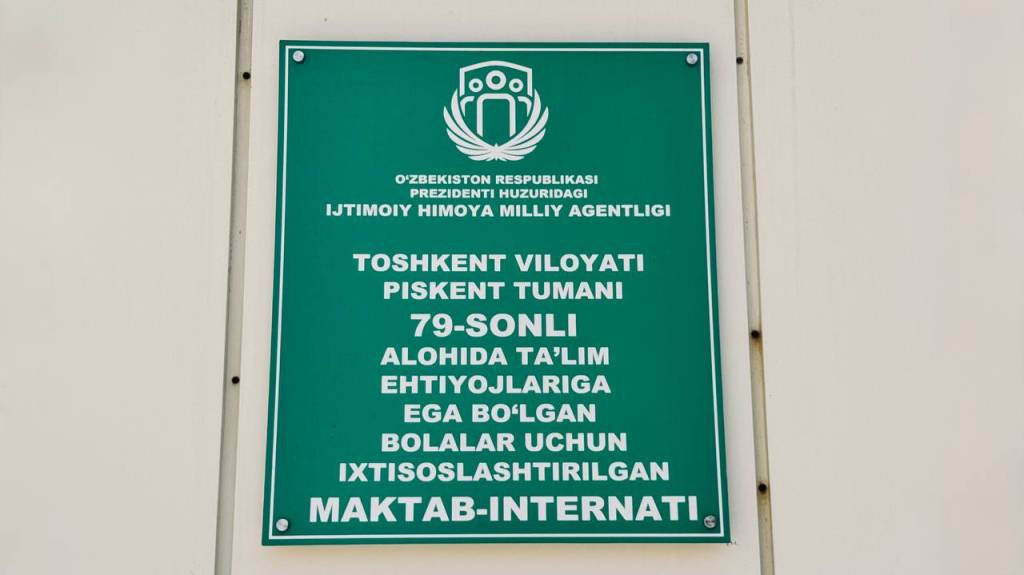 O‘ZBEKISTON RESPUBLIKASI
PREZIDENTI HUZURIDAGI
IJTIMOIY HIMOYA MILLIY AGENTLIGI
TOSHKENT VILOYATI
PISKENT TUMANI
79-SONLI
ALOHIDA TA’LIM
EHTIYOJLARIGA
EGA BO‘LGAN
BOLALAR UCHUN
IXTISOSLASHTIRILGAN
MAKTAB-INTERNATI